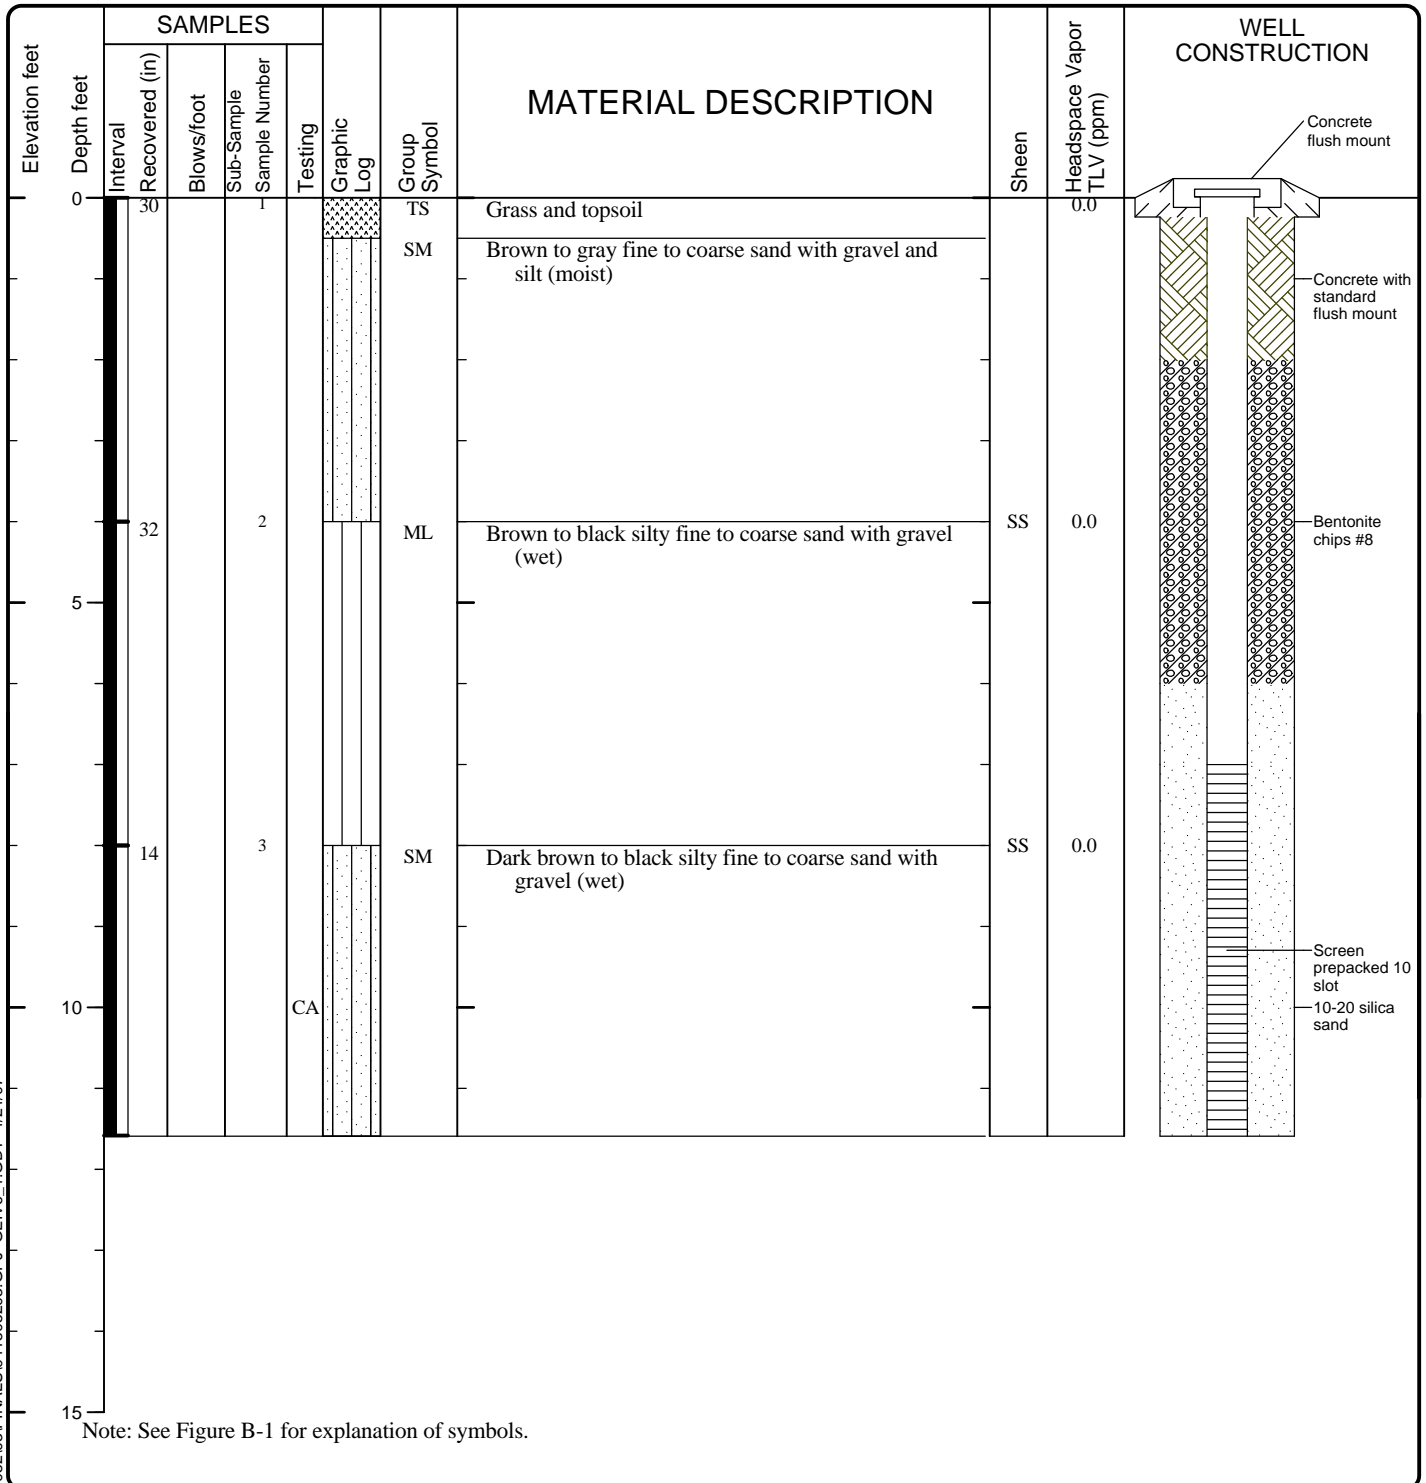 SAMPLES
Elevation feet
Depth feet
Interval
Recovered (in)
Blows/foot
Sub-Sample
Sample Number
Testing
Graphic
Log
Group
Symbol
MATERIAL DESCRIPTION
Sheen
Headspace Vapor
TLV (ppm)
WELL
CONSTRUCTION
Concrete
flush mount
0
30
1
TS
Grass and topsoil
0.0
SM
Brown to gray fine to coarse sand with gravel and
silt (moist)
Concrete with
standard
flush mount
32
2
ML
Brown to black silty fine to coarse sand with gravel
(wet)
SS
0.0
Bentonite
chips #8
5
14
3
SM
Dark brown to black silty fine to coarse sand with
gravel (wet)
SS
0.0
Screen
prepacked 10
slot
10
CA
10-20 silica
sand
15
Note: See Figure B-1 for explanation of symbols.